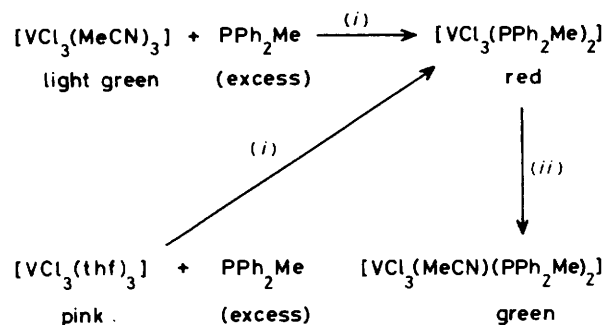 [VCl3(MeCN)3] + PPh2Me (i) [VCl3(PPh2Me)2]
light green (excess) red
(i)
(ii)
[VCl3(thf)3] + PPh2Me [VCl3(MeCN)(PPh2Me)2]
pink. (excess) green